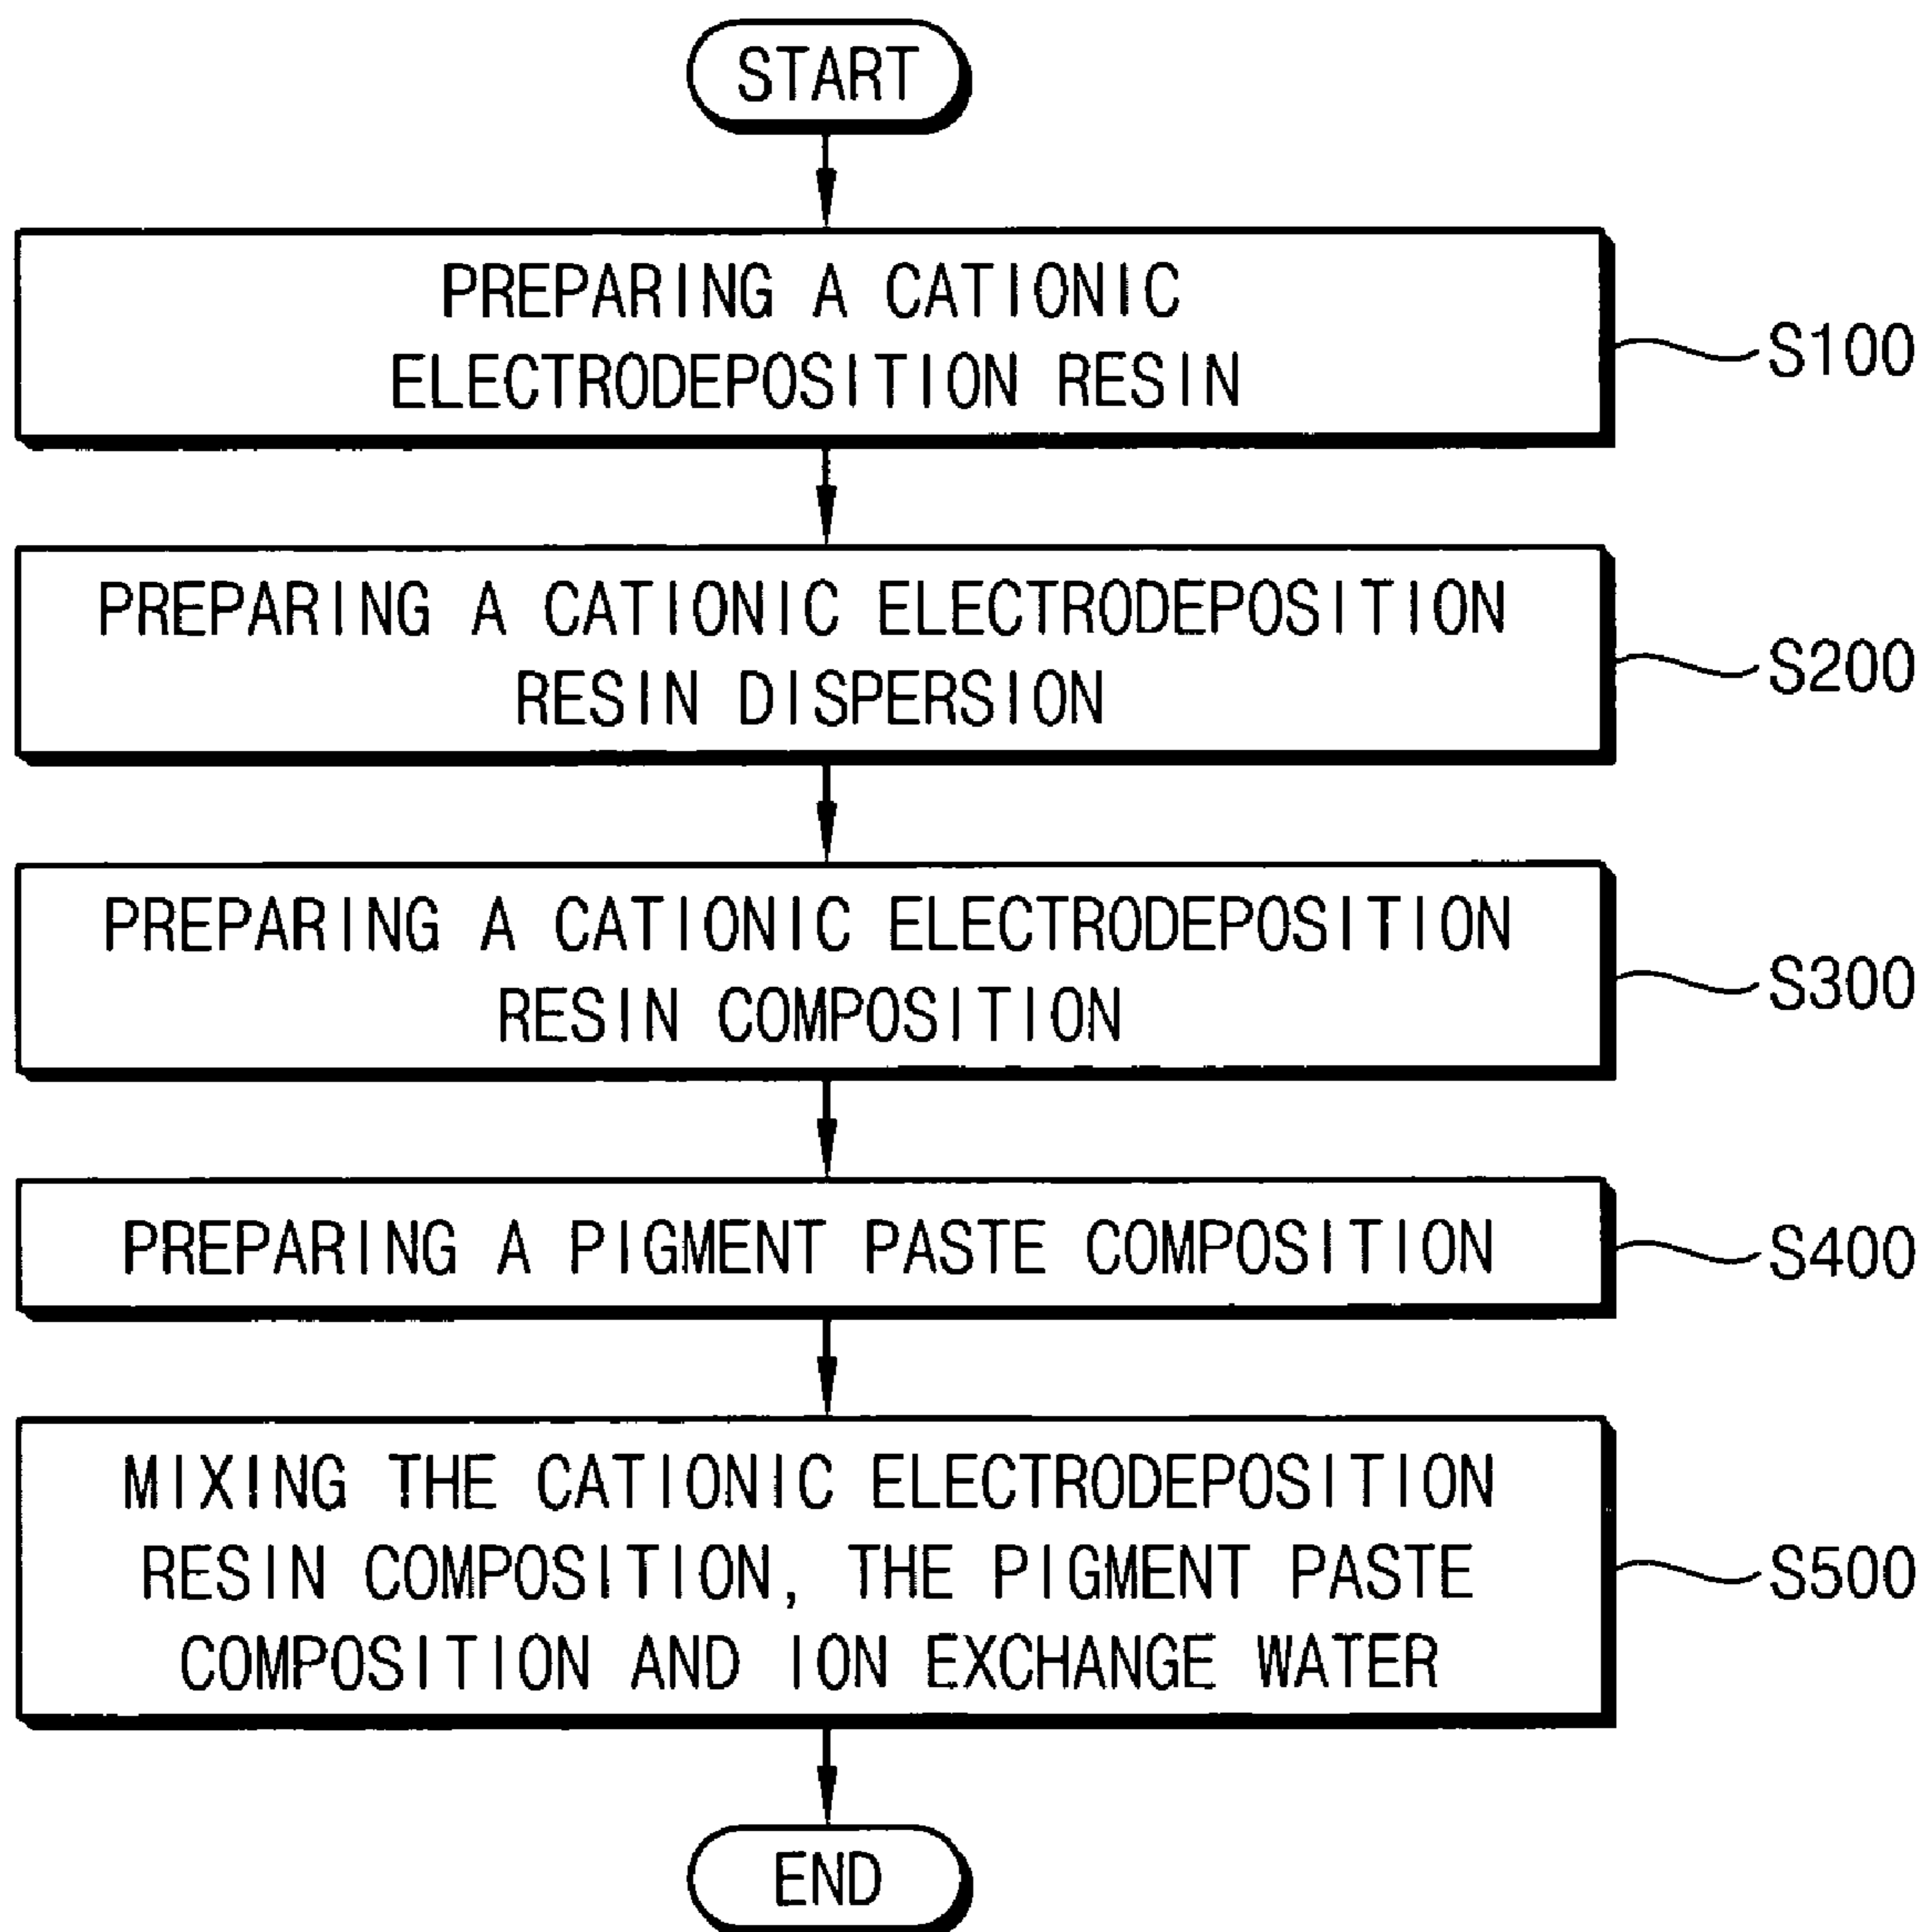 START
PREPARING A CATIONIC
ELECTRODEPOSITION RESIN
S100
PREPARING A CATIONIC ELECTRODEPOSITION
RESIN DISPERSION
S200
PREPARING A CATIONIC ELECTRODEPOSITION
RESIN COMPOSITION
S300
PREPARING A PIGMENT PASTE COMPOSITION
S400
MIXING THE CATIONIC ELECTRODEPOSITION
RESIN COMPOSITION, THE PIGMENT PASTE
COMPOSITION AND ION EXCHANGE WATER
S500
END